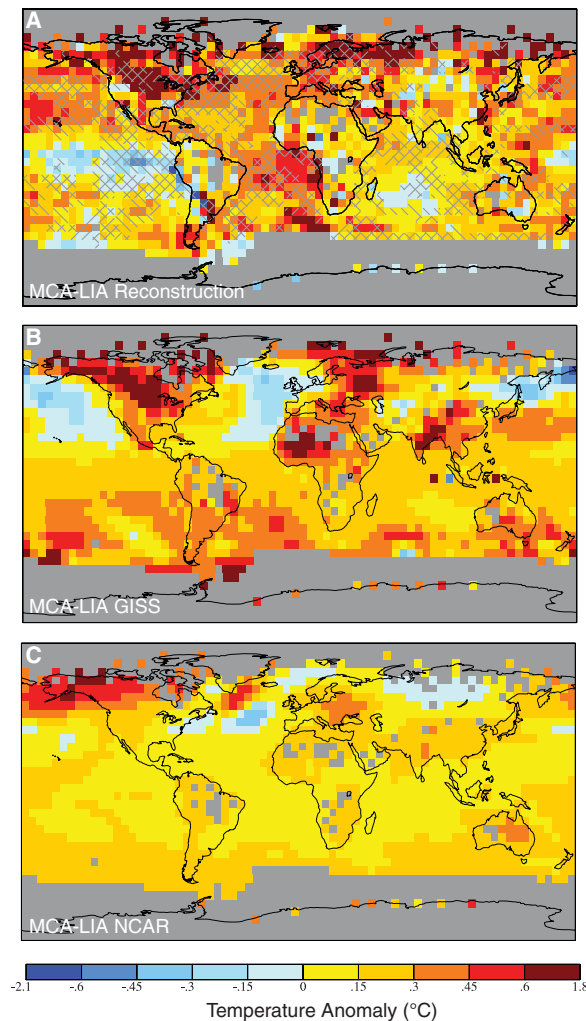 A
MCA-LIA Reconstruction
B
MCA-LIA GISS
C
MCA-LIA NCAR
-2.1 -.6 -.45 -.3 -.15 0 .15 .3 .45 .6 1.8
Temperature Anomaly (°C)